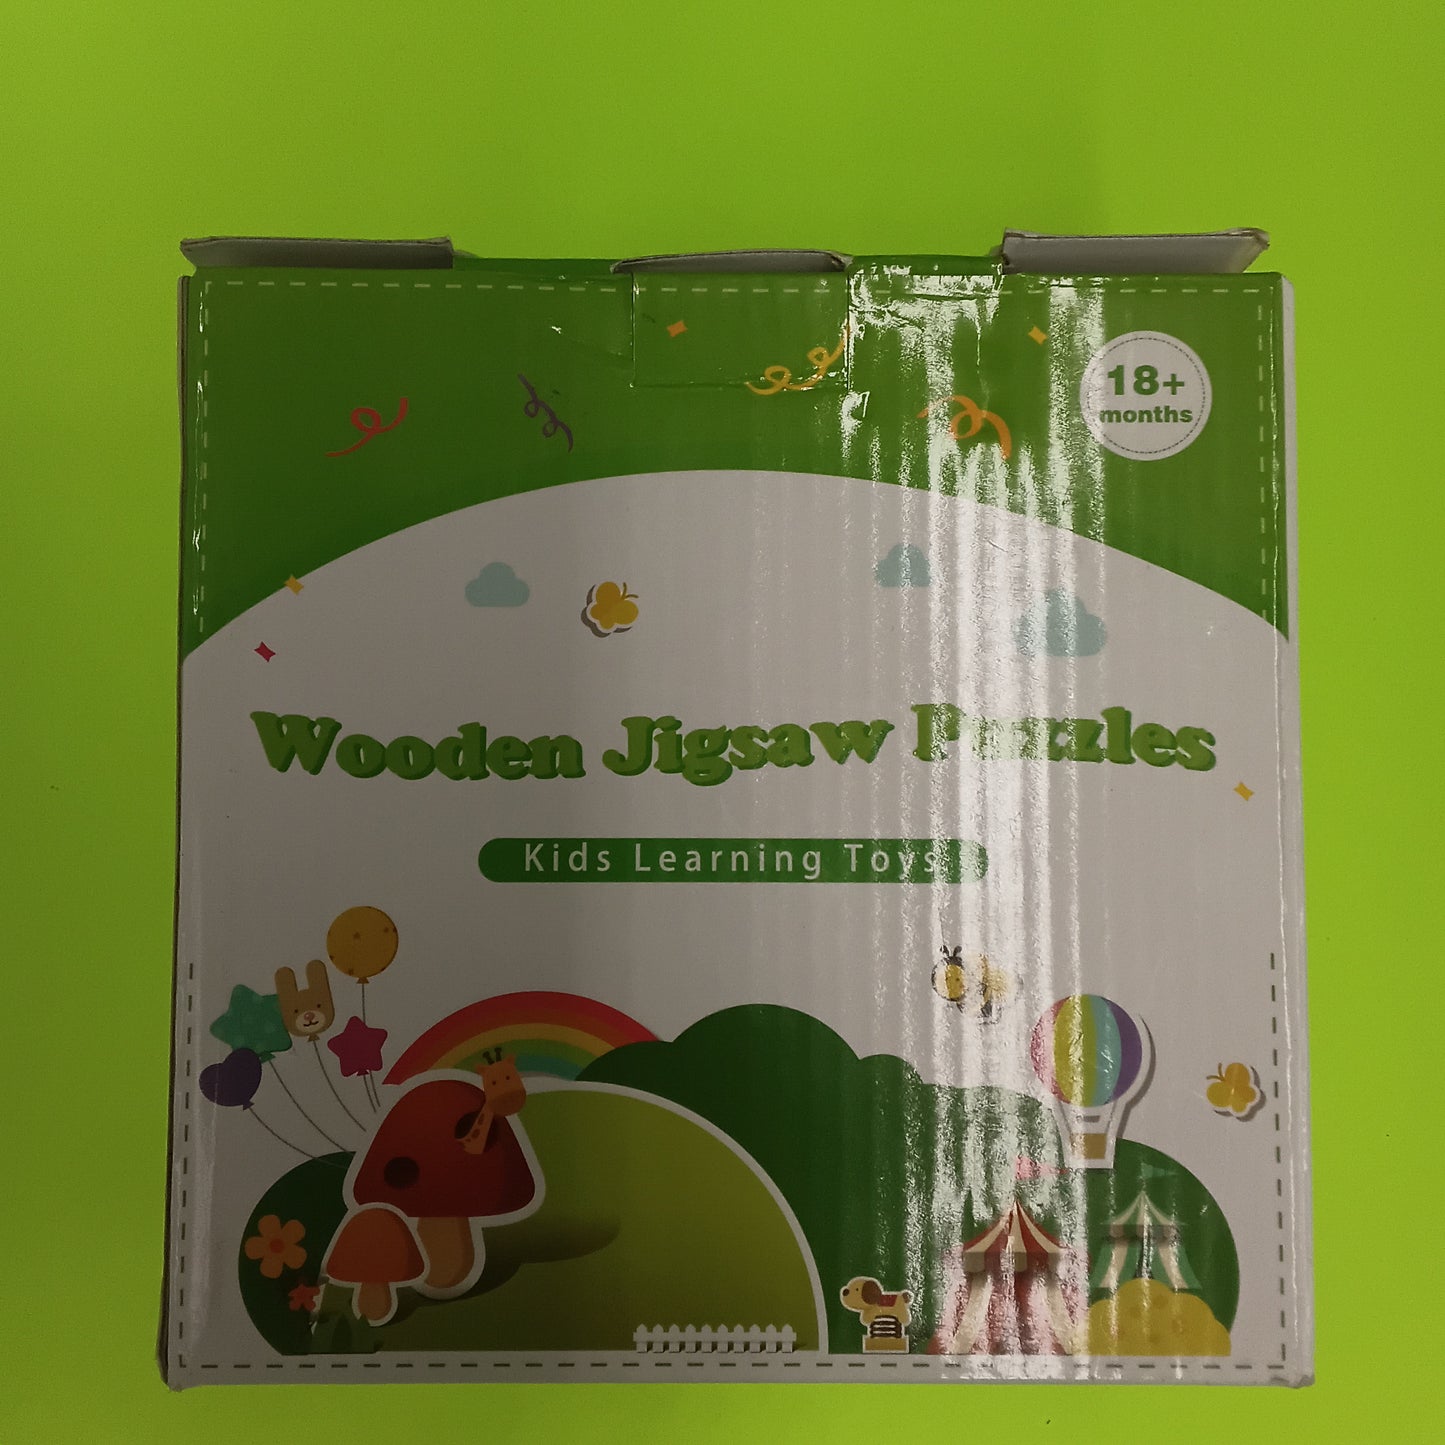 18+
months
Wooden Jigsaw Puzzles
Kids Learning Toys